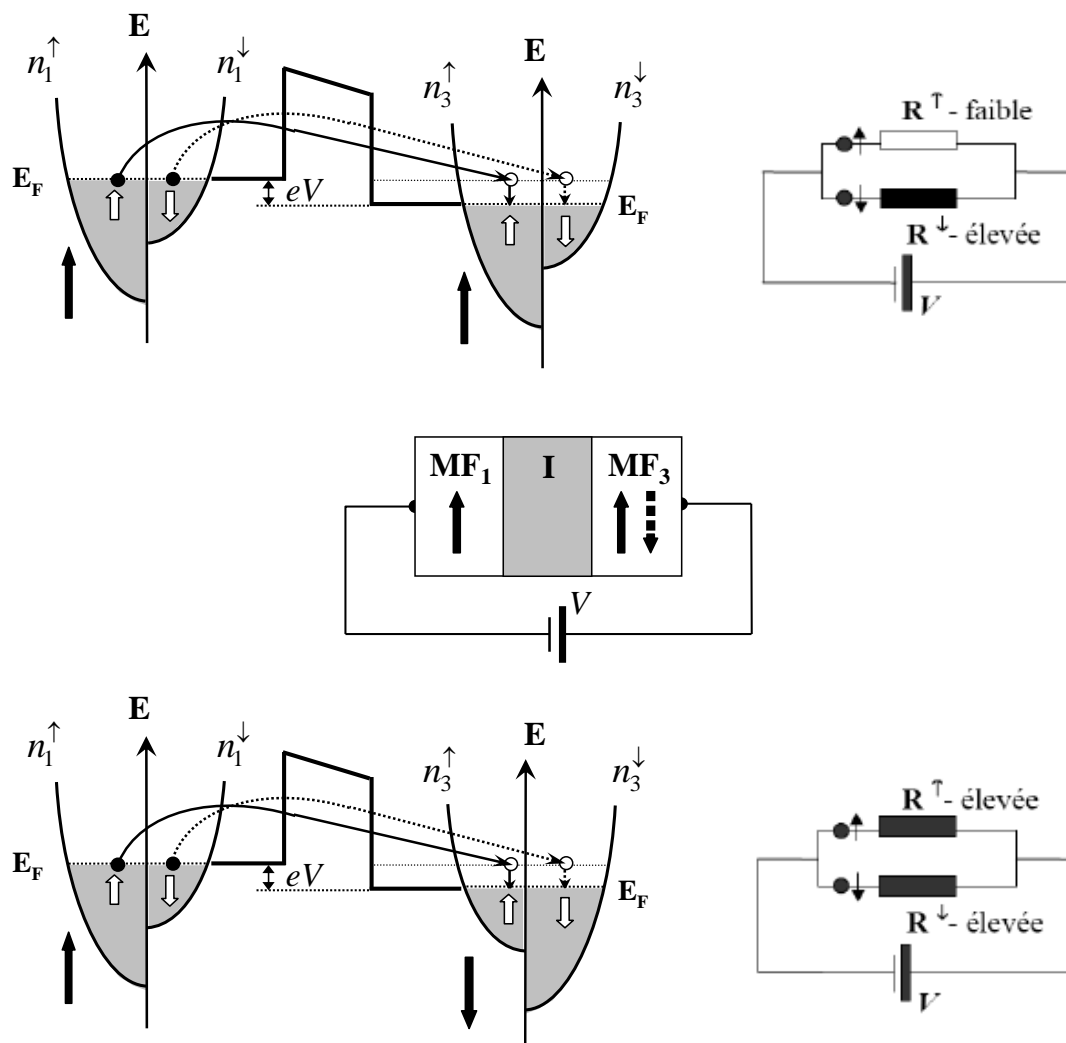 E
n₁↑ n₁↓
E
n₃↑ n₃↓
E_F
eV
E_F
R↑ - faible
R↓ - élevée
V
MF₁ I MF₃
V
E
n₁↑ n₁↓
E
n₃↑ n₃↓
E_F
eV
E_F
R↑ - élevée
R↓ - élevée
V